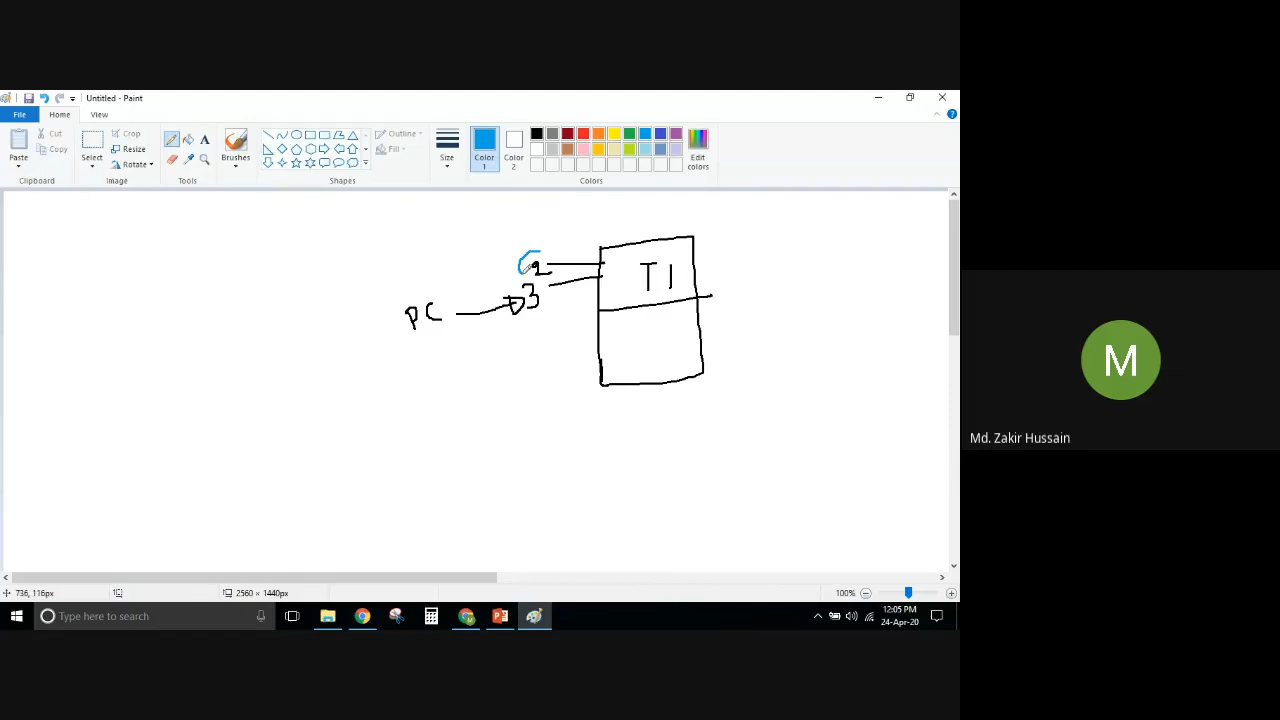 Untitled - Paint
File Home View
Paste Cut Copy Clipboard
Select Crop Resize Rotate Image
Tools
Brushes
Shapes Outline Fill
Size
Color 1 Color 2 Edit colors Colors
2
T1
3
PC
M
Md. Zakir Hussain
736, 116px
2560 × 1440px
100%
Type here to search
12:05 PM
24-Apr-20